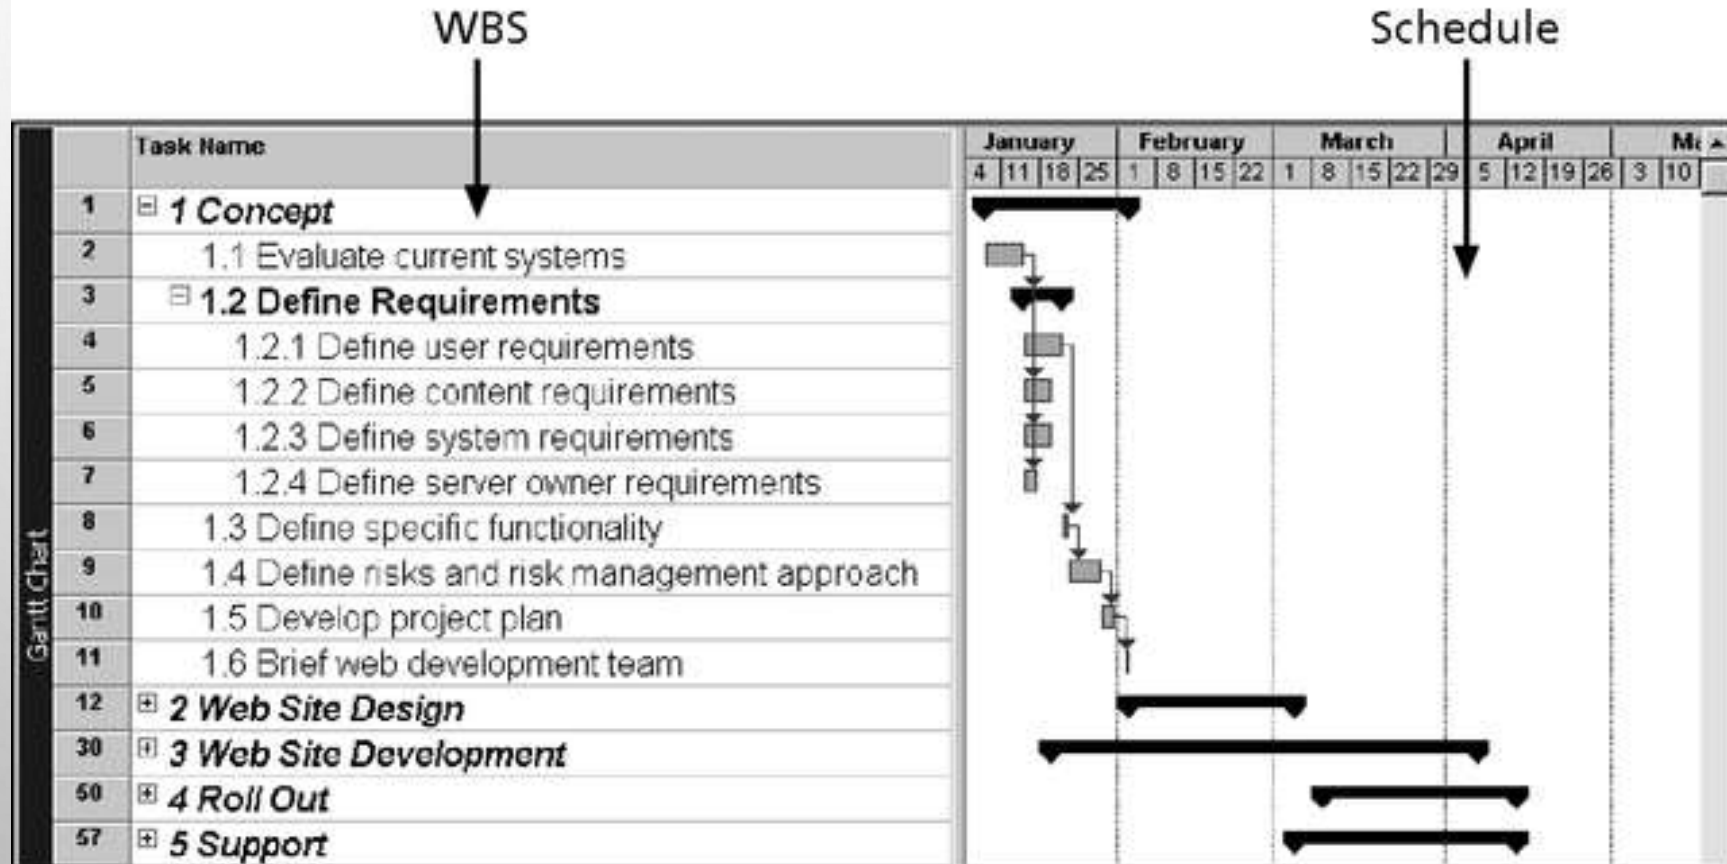 WBS Schedule
Task Name January February March April Ma
4 11 18 25 1 8 15 22 1 8 15 22 29 5 12 19 26 3 10
1 1 Concept
2 1.1 Evaluate current systems
3 1.2 Define Requirements
4 1.2.1 Define user requirements
5 1.2.2 Define content requirements
6 1.2.3 Define system requirements
7 1.2.4 Define server owner requirements
8 1.3 Define specific functionality
9 1.4 Define risks and risk management approach
10 1.5 Develop project plan
11 1.6 Brief web development team
12 2 Web Site Design
30 3 Web Site Development
50 4 Roll Out
57 5 Support
Gantt Chart